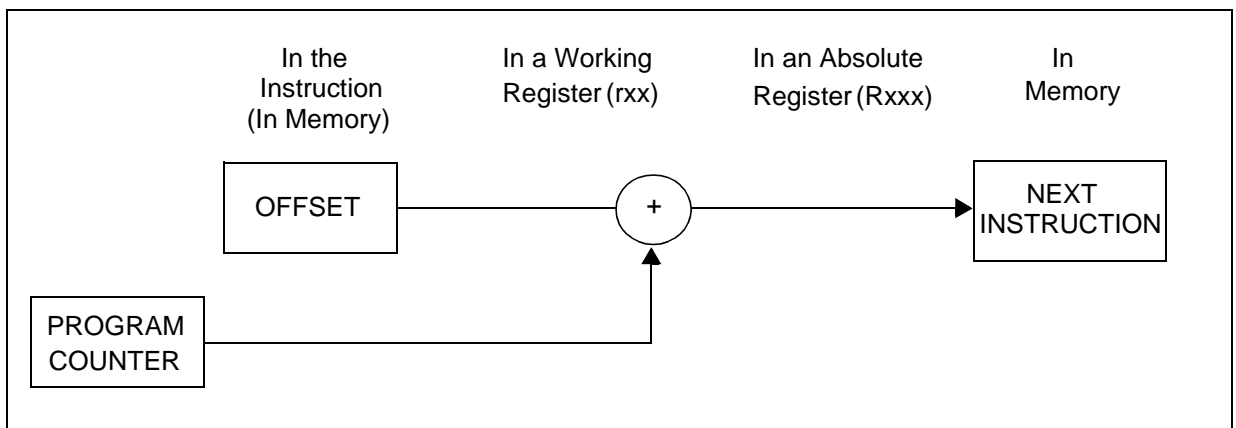 In the
Instruction
(In Memory)
In a Working
Register (rxx)
In an Absolute
Register (Rxxx)
In
Memory
OFFSET
+
NEXT
INSTRUCTION
PROGRAM
COUNTER